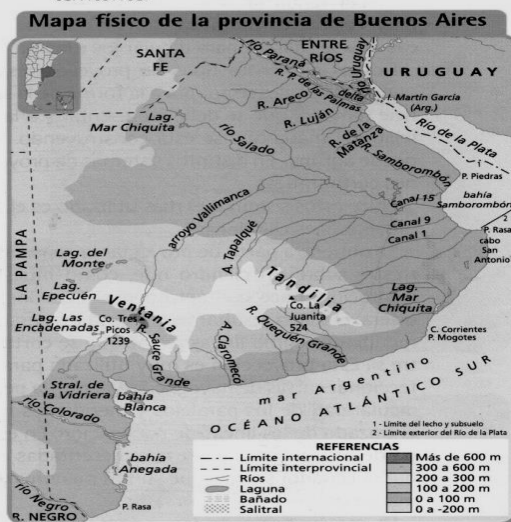 Mapa físico de la provincia de Buenos Aires
SANTA
FE
ENTRE
RÍOS
río Paraná
R. P. de las Palmas
río Uruguay
URUGUAY
delta
I. Martín García
(Arg.)
R. Areco
R. Luján
Lag.
Mar Chiquita
río Salado
R. de la
Matanza
Río de la Plata
R. Samborombón
1
P. Piedras
bahía
Samborombón
Canal 15
2
arroyo Vallimanca
Canal 9
P. Rasa
Canal 1
cabo
San
Antonio
A. Tapalqué
LA PAMPA
Lag. del
Monte
Lag.
Epecuén
Tandilia
Lag.
Mar
Chiquita
Ventania
Co. La
Juanita
524
Lag. Las
Encadenadas
Co. Tres
Picos
1239
R. Sauce Grande
A. Claromecó
R. Quequén Grande
C. Corrientes
P. Mogotes
Stral. de
la Vidriera
bahía
Blanca
mar Argentino
OCÉANO ATLÁNTICO SUR
río Colorado
1 - Límite del lecho y subsuelo
2 - Límite exterior del Río de la Plata
bahía
Anegada
río Negro
P. Rasa
R. NEGRO
REFERENCIAS
Límite internacional
Límite interprovincial
Ríos
Laguna
Bañado
Salitral
Más de 600 m
300 a 600 m
200 a 300 m
100 a 200 m
0 a 100 m
0 a -200 m